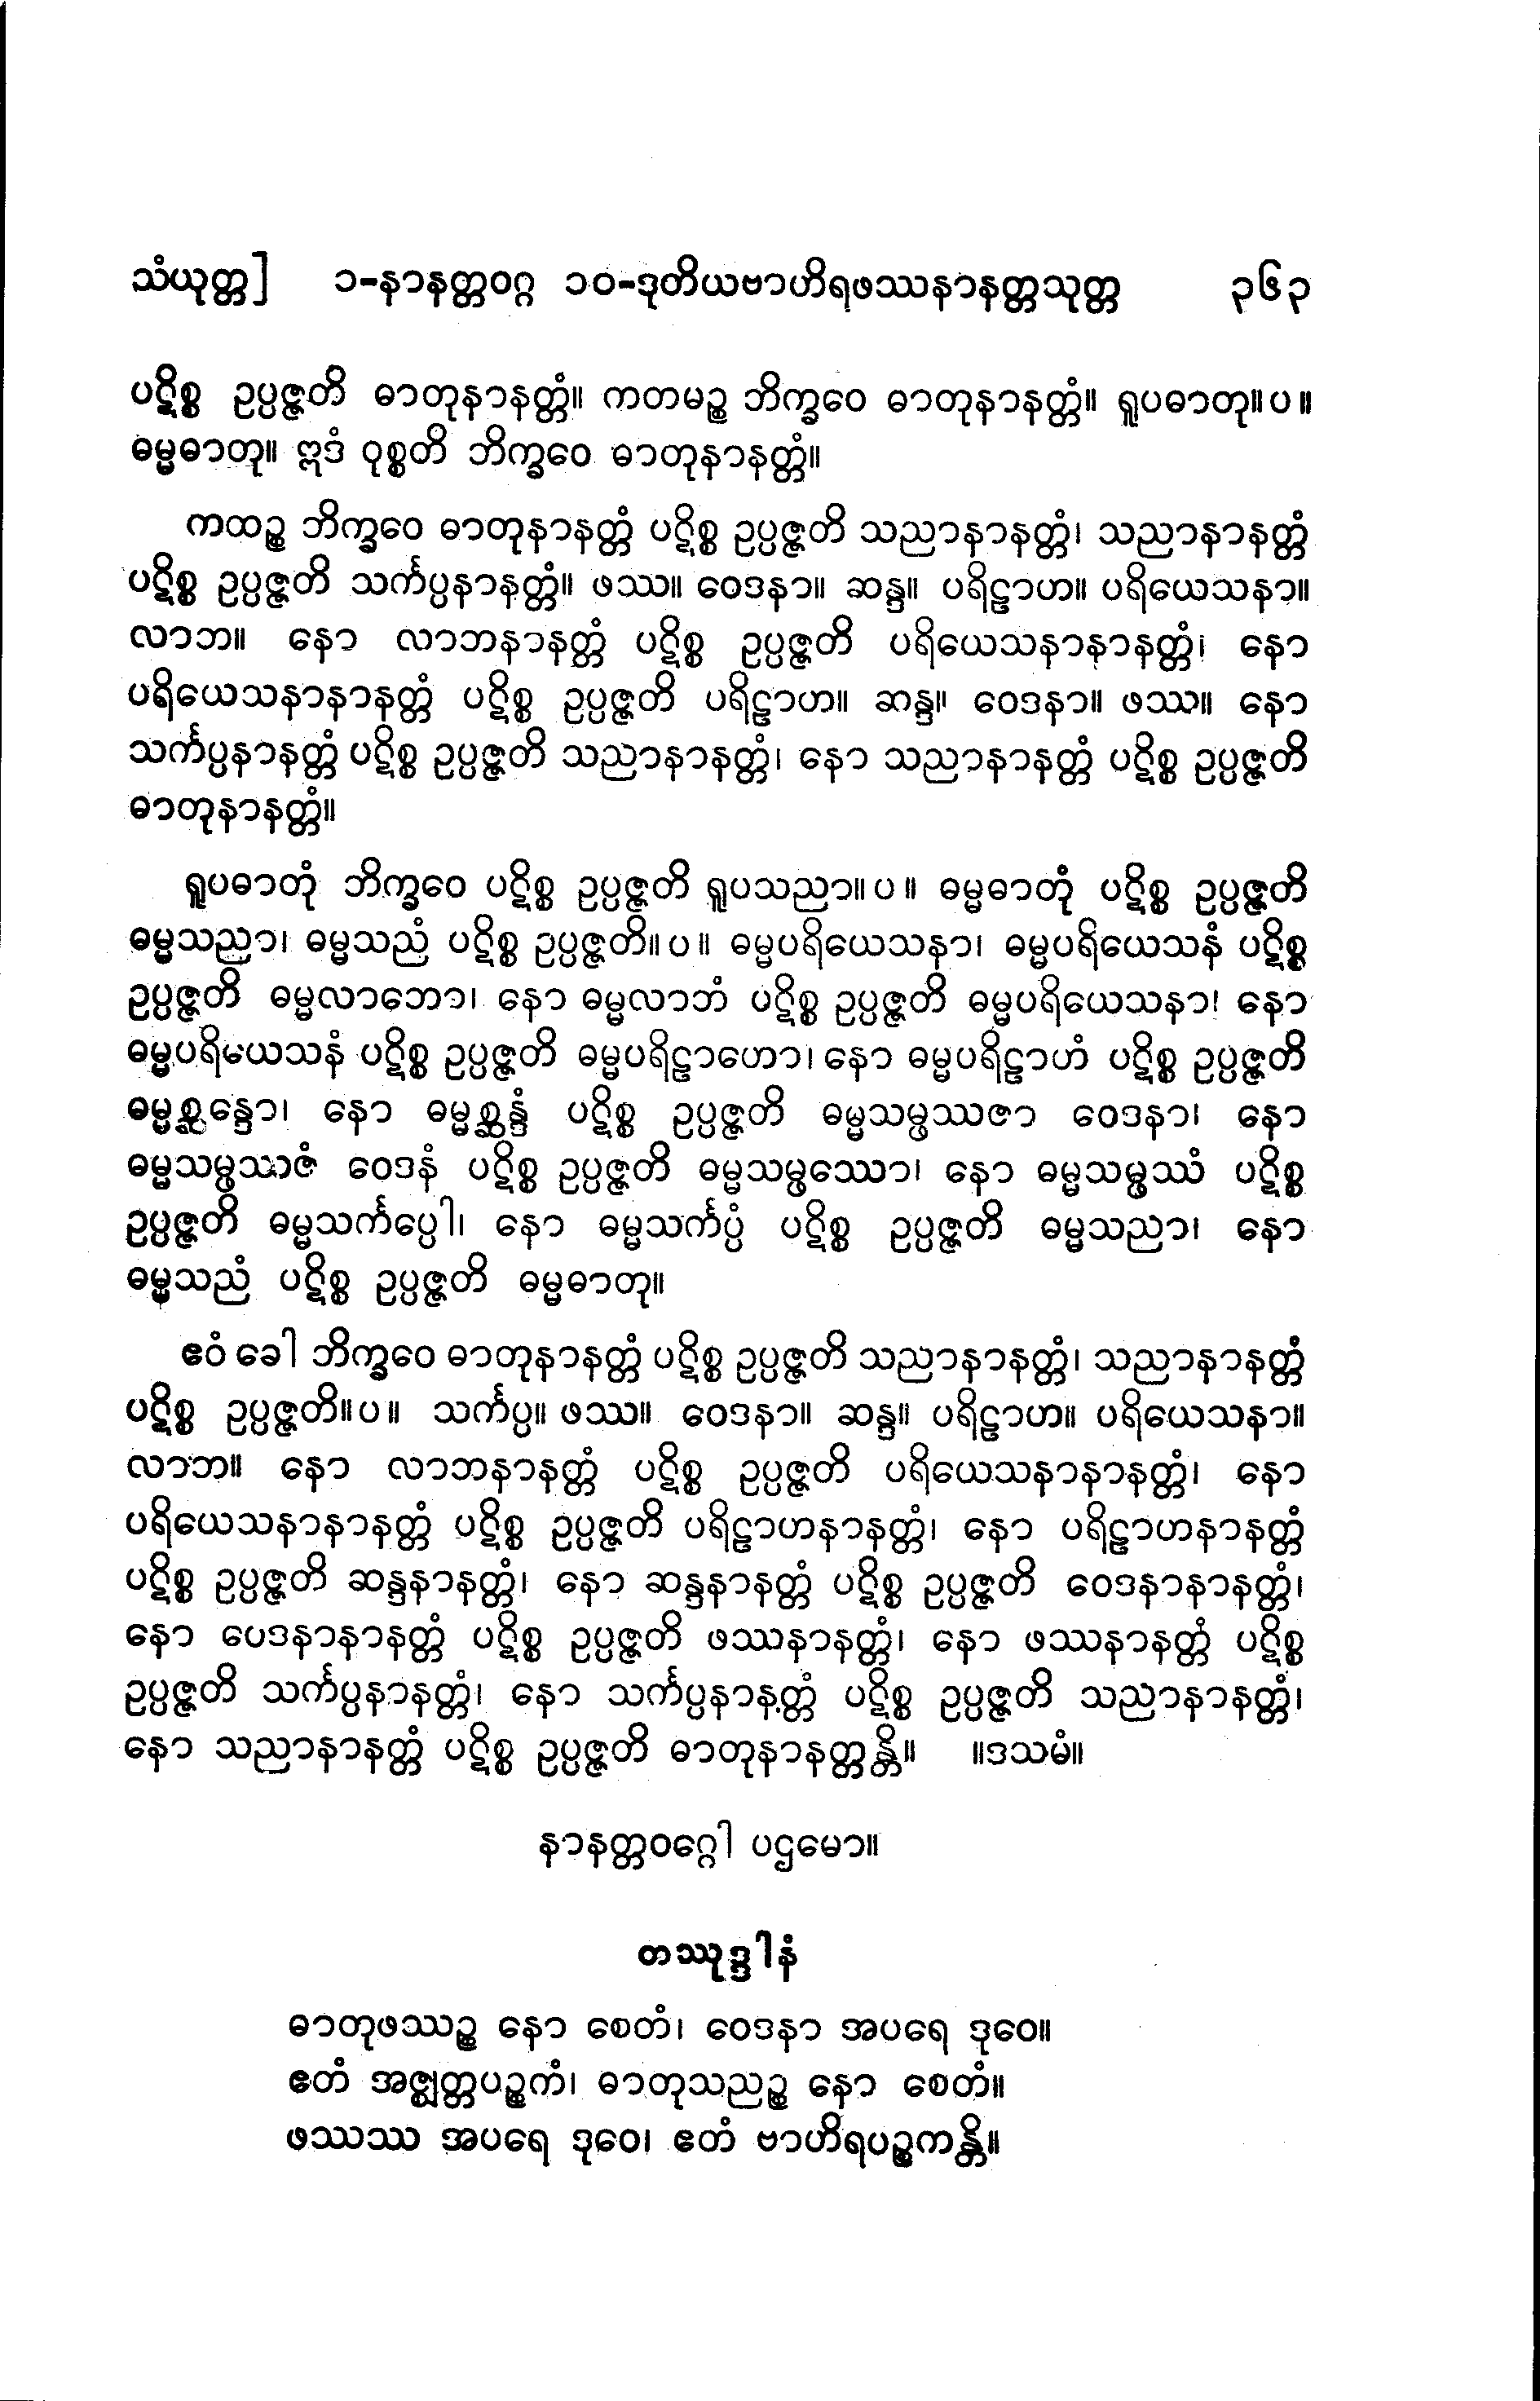 သံယုတ္တ] ၁-နာနတ္တဝဂ္ဂ ၁၀-ဒုတိယဗာဟိရဖဿနာနတ္တသုတ္တ ၃၆၃
ပဋိစ္စ ဥပ္ပဇ္ဇတိ ဓာတုနာနတ္တံ။ ကတမဉ္စ ဘိက္ခဝေ ဓာတုနာနတ္တံ။ ရူပဓာတု။ပ။
ဓမ္မဓာတု။ ဣဒံ ဝုစ္စတိ ဘိက္ခဝေ ဓာတုနာနတ္တံ။
ကထဉ္စ ဘိက္ခဝေ ဓာတုနာနတ္တံ ပဋိစ္စ ဥပ္ပဇ္ဇတိ သညာနာနတ္တံ၊ သညာနာနတ္တံ
ပဋိစ္စ ဥပ္ပဇ္ဇတိ သင်္ကပ္ပနာနတ္တံ။ ဖဿ။ ဝေဒနာ။ ဆန္ဒ။ ပရိဠာဟ။ ပရိယေသနာ။
လာဘ။ နော လာဘနာနတ္တံ ပဋိစ္စ ဥပ္ပဇ္ဇတိ ပရိယေသနာနာနတ္တံ၊ နော
ပရိယေသနာနာနတ္တံ ပဋိစ္စ ဥပ္ပဇ္ဇတိ ပရိဠာဟ။ ဆန္ဒ။ ဝေဒနာ။ ဖဿ။ နော
သင်္ကပ္ပနာနတ္တံ ပဋိစ္စ ဥပ္ပဇ္ဇတိ သညာနာနတ္တံ၊ နော သညာနာနတ္တံ ပဋိစ္စ ဥပ္ပဇ္ဇတိ
ဓာတုနာနတ္တံ။
ရူပဓာတုံ ဘိက္ခဝေ ပဋိစ္စ ဥပ္ပဇ္ဇတိ ရူပသညာ။ပ။ ဓမ္မဓာတုံ ပဋိစ္စ ဥပ္ပဇ္ဇတိ
ဓမ္မသညာ၊ ဓမ္မသညံ ပဋိစ္စ ဥပ္ပဇ္ဇတိ။ပ။ ဓမ္မပရိယေသနာ၊ ဓမ္မပရိယေသနံ ပဋိစ္စ
ဥပ္ပဇ္ဇတိ ဓမ္မလာဘော၊ နော ဓမ္မလာဘံ ပဋိစ္စ ဥပ္ပဇ္ဇတိ ဓမ္မပရိယေသနာ၊ နော
ဓမ္မပရိယေသနံ ပဋိစ္စ ဥပ္ပဇ္ဇတိ ဓမ္မပရိဠာဟော၊ နော ဓမ္မပရိဠာဟံ ပဋိစ္စ ဥပ္ပဇ္ဇတိ
ဓမ္မစ္ဆန္ဒော၊ နော ဓမ္မစ္ဆန္ဒံ ပဋိစ္စ ဥပ္ပဇ္ဇတိ ဓမ္မသမ္ဖဿဇာ ဝေဒနာ၊ နော
ဓမ္မသမ္ဖဿဇံ ဝေဒနံ ပဋိစ္စ ဥပ္ပဇ္ဇတိ ဓမ္မသမ္ဖဿော၊ နော ဓမ္မသမ္ဖဿံ ပဋိစ္စ
ဥပ္ပဇ္ဇတိ ဓမ္မသင်္ကပ္ပေါ၊ နော ဓမ္မသင်္ကပ္ပံ ပဋိစ္စ ဥပ္ပဇ္ဇတိ ဓမ္မသညာ၊ နော
ဓမ္မသညံ ပဋိစ္စ ဥပ္ပဇ္ဇတိ ဓမ္မဓာတု။
ဧဝံ ခေါ ဘိက္ခဝေ ဓာတုနာနတ္တံ ပဋိစ္စ ဥပ္ပဇ္ဇတိ သညာနာနတ္တံ၊ သညာနာနတ္တံ
ပဋိစ္စ ဥပ္ပဇ္ဇတိ။ပ။ သင်္ကပ္ပ။ ဖဿ။ ဝေဒနာ။ ဆန္ဒ။ ပရိဠာဟ။ ပရိယေသနာ။
လာဘ။ နော လာဘနာနတ္တံ ပဋိစ္စ ဥပ္ပဇ္ဇတိ ပရိယေသနာနာနတ္တံ၊ နော
ပရိယေသနာနာနတ္တံ ပဋိစ္စ ဥပ္ပဇ္ဇတိ ပရိဠာဟနာနတ္တံ၊ နော ပရိဠာဟနာနတ္တံ
ပဋိစ္စ ဥပ္ပဇ္ဇတိ ဆန္ဒနာနတ္တံ၊ နော ဆန္ဒနာနတ္တံ ပဋိစ္စ ဥပ္ပဇ္ဇတိ ဝေဒနာနာနတ္တံ၊
နော ပေဒနာနာနတ္တံ ပဋိစ္စ ဥပ္ပဇ္ဇတိ ဖဿနာနတ္တံ၊ နော ဖဿနာနတ္တံ ပဋိစ္စ
ဥပ္ပဇ္ဇတိ သင်္ကပ္ပနာနတ္တံ၊ နော သင်္ကပ္ပနာနတ္တံ ပဋိစ္စ ဥပ္ပဇ္ဇတိ သညာနာနတ္တံ၊
နော သညာနာနတ္တံ ပဋိစ္စ ဥပ္ပဇ္ဇတိ ဓာတုနာနတ္တန္တိ။ ။ဒသမံ။
နာနတ္တဝဂ္ဂေါ ပဌမော။
တဿုဒ္ဒါနံ
ဓာတုဖဿဉ္စ နော စေတံ၊ ဝေဒနာ အပရေ ဒုဝေ။
ဧတံ အဇ္ဈတ္တပဉ္စကံ၊ ဓာတုသညဉ္စ နော စေတံ။
ဖဿဿ အပရေ ဒုဝေ၊ ဧတံ ဗာဟိရပဉ္စကန္တိ။